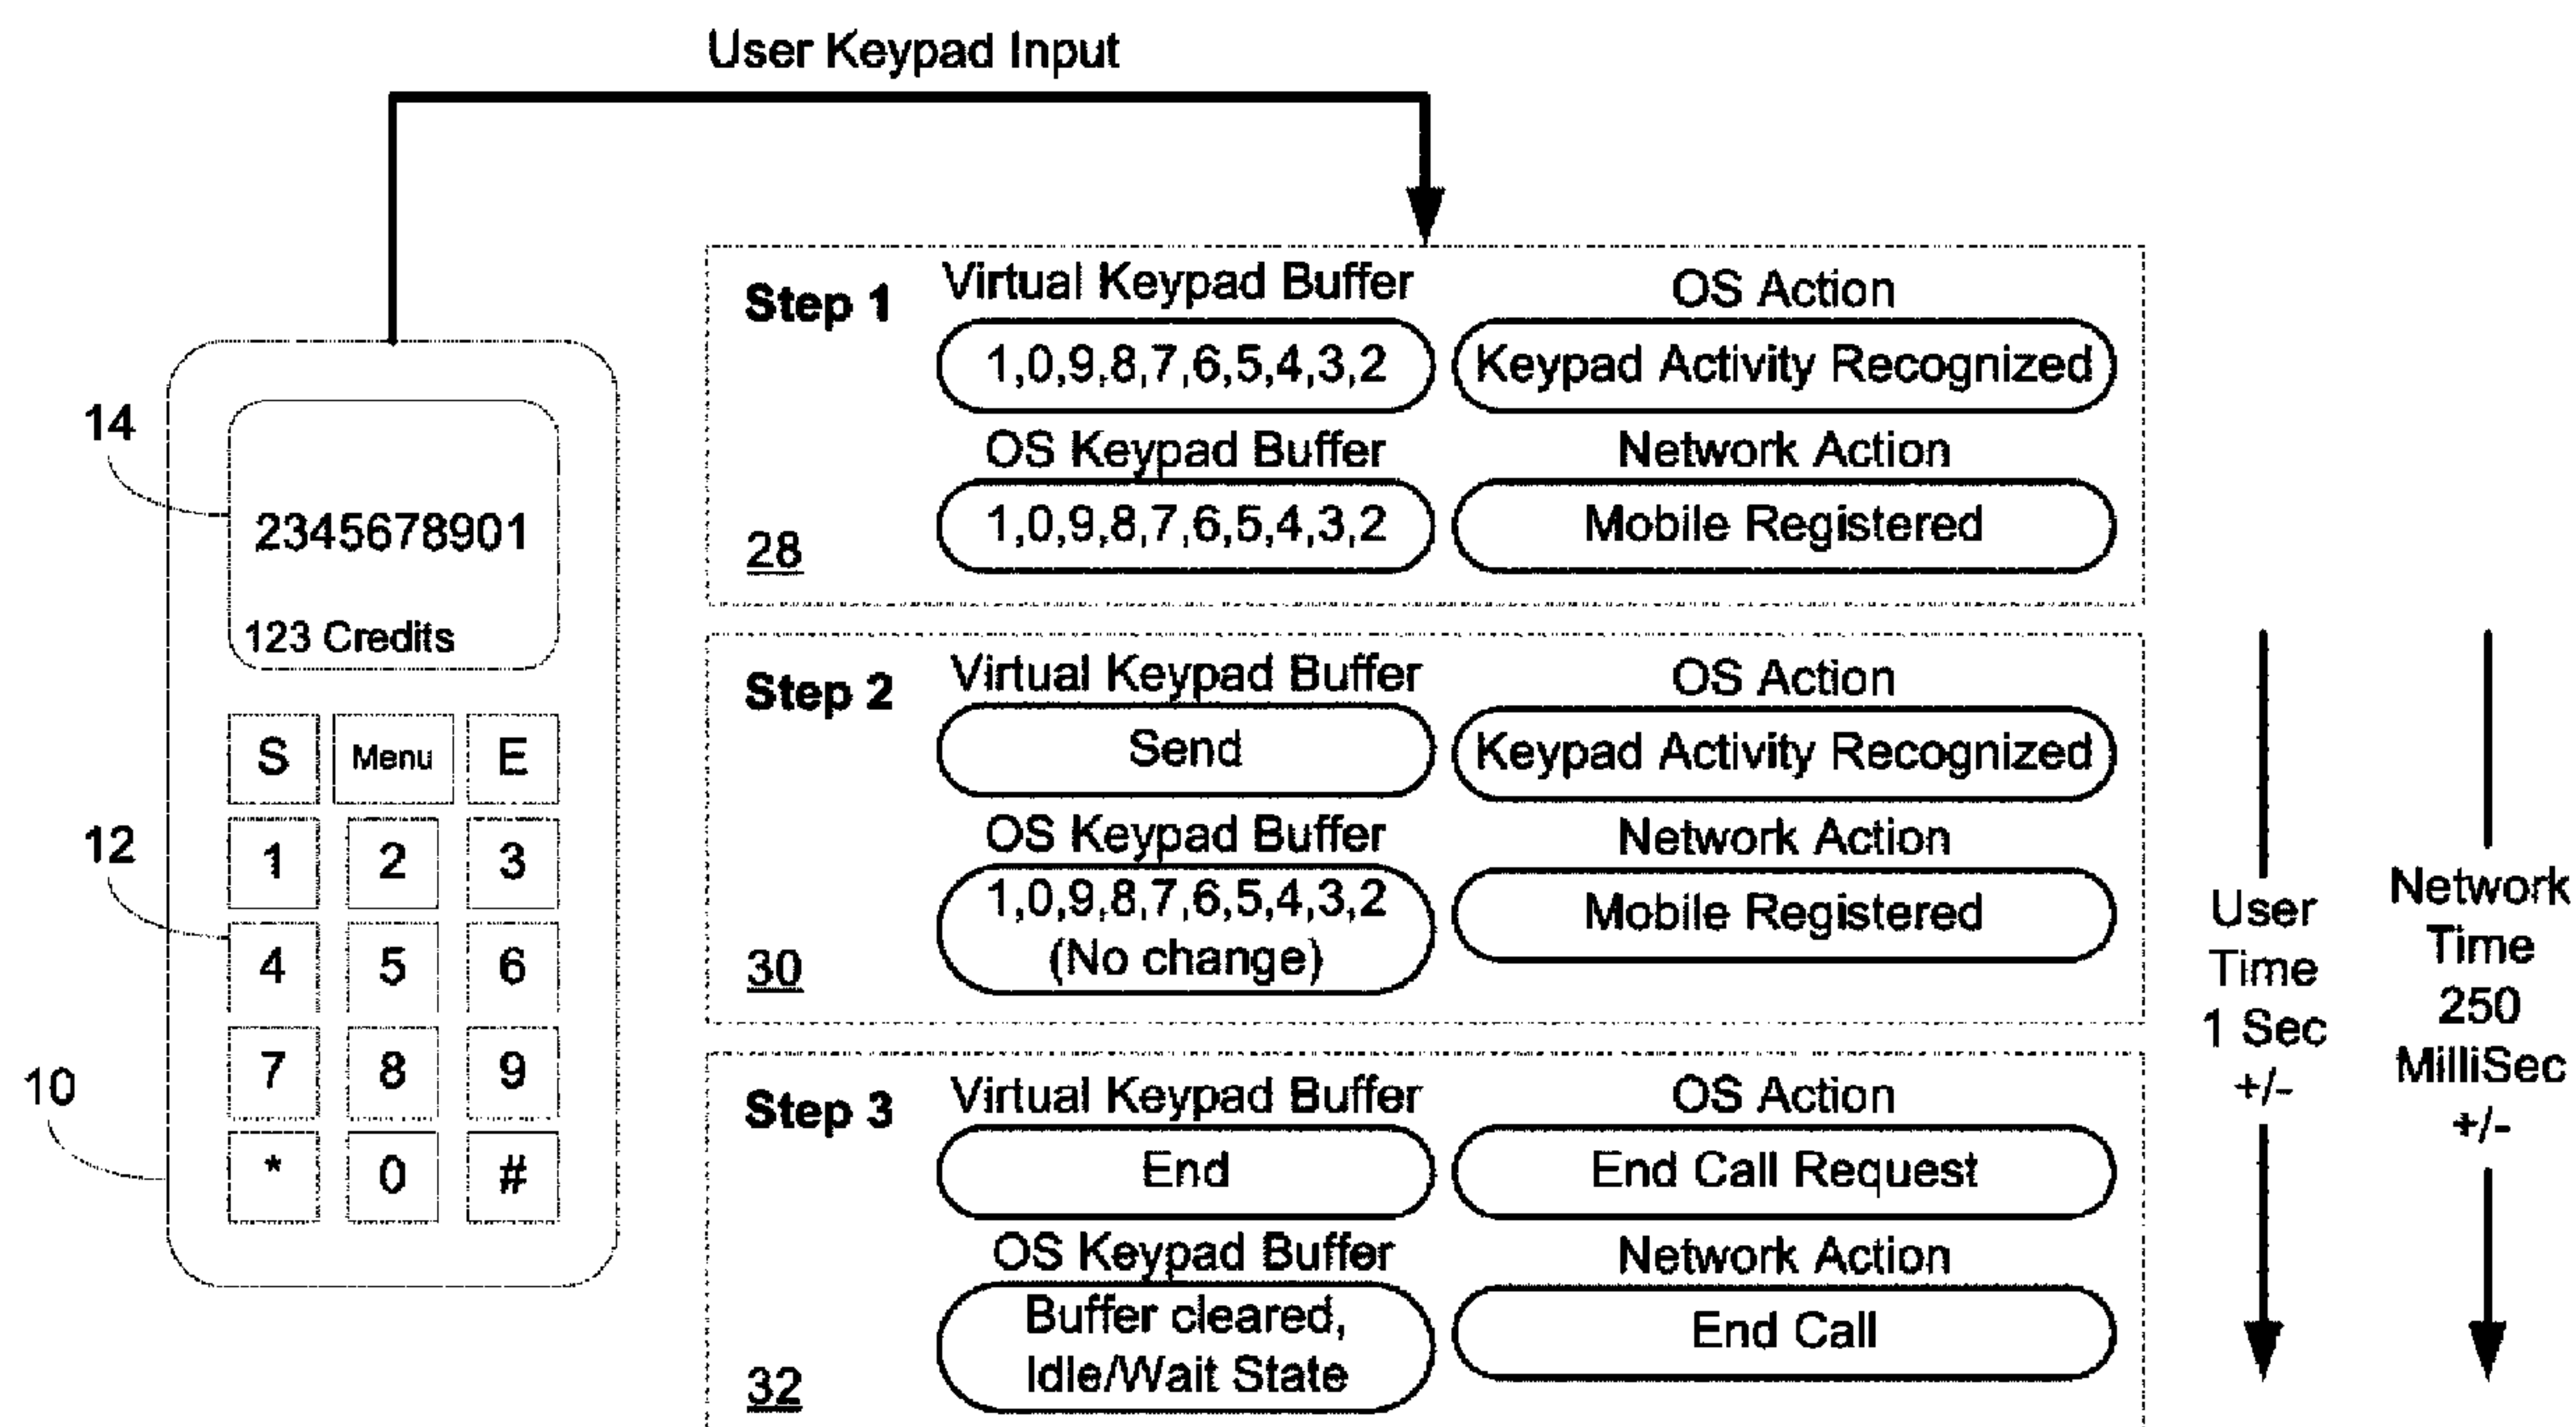 User Keypad Input
14
2345678901
123 Credits
S Menu E
12
1 2 3
4 5 6
7 8 9
10
* 0 #
Step 1
Virtual Keypad Buffer
OS Action
1,0,9,8,7,6,5,4,3,2
Keypad Activity Recognized
OS Keypad Buffer
Network Action
1,0,9,8,7,6,5,4,3,2
Mobile Registered
28
Step 2
Virtual Keypad Buffer
OS Action
Send
Keypad Activity Recognized
OS Keypad Buffer
Network Action
1,0,9,8,7,6,5,4,3,2
(No change)
Mobile Registered
30
Step 3
Virtual Keypad Buffer
OS Action
End
End Call Request
OS Keypad Buffer
Network Action
Buffer cleared,
Idle/Wait State
End Call
32
User
Time
1 Sec
+/-
Network
Time
250
MilliSec
+/-